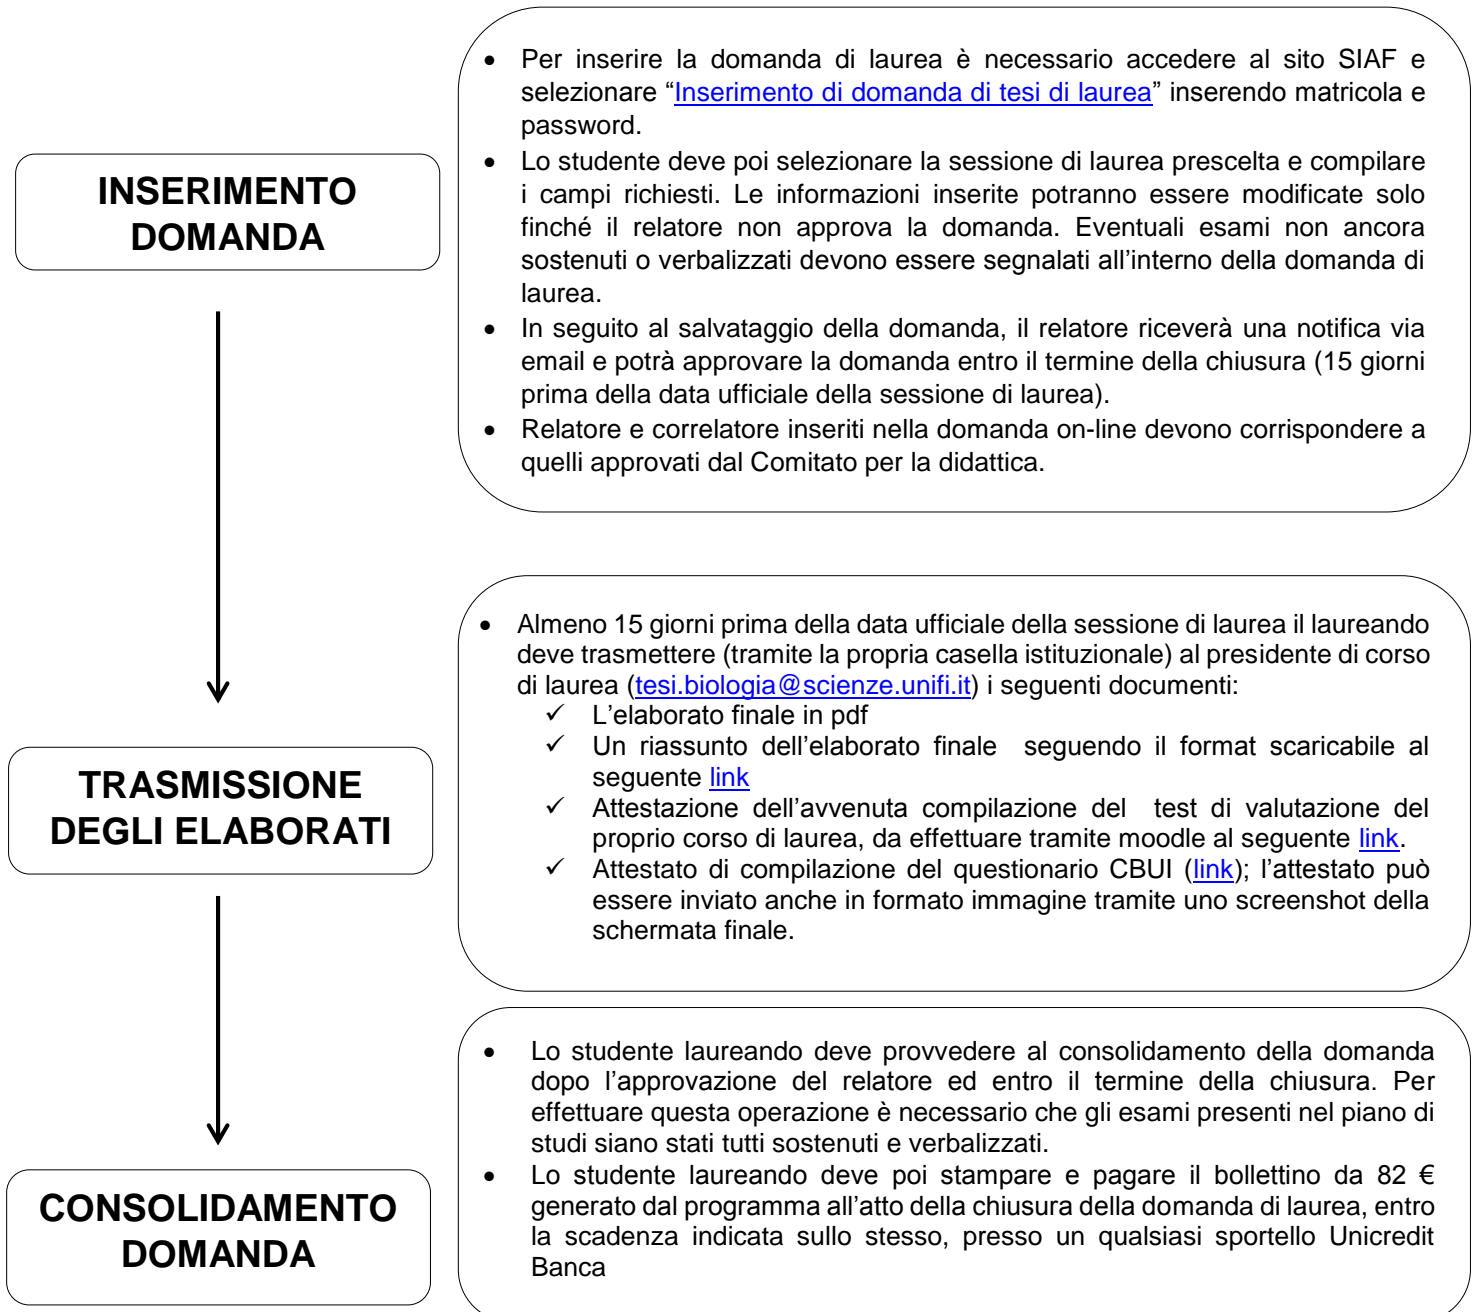 INSERIMENTO
DOMANDA
• Per inserire la domanda di laurea è necessario accedere al sito SIAF e
selezionare “Inserimento di domanda di tesi di laurea” inserendo matricola e
password.
• Lo studente deve poi selezionare la sessione di laurea prescelta e compilare
i campi richiesti. Le informazioni inserite potranno essere modificate solo
finché il relatore non approva la domanda. Eventuali esami non ancora
sostenuti o verbalizzati devono essere segnalati all’interno della domanda di
laurea.
• In seguito al salvataggio della domanda, il relatore riceverà una notifica via
email e potrà approvare la domanda entro il termine della chiusura (15 giorni
prima della data ufficiale della sessione di laurea).
• Relatore e correlatore inseriti nella domanda on-line devono corrispondere a
quelli approvati dal Comitato per la didattica.
TRASMISSIONE
DEGLI ELABORATI
• Almeno 15 giorni prima della data ufficiale della sessione di laurea il laureando
deve trasmettere (tramite la propria casella istituzionale) al presidente di corso
di laurea (tesi.biologia@scienze.unifi.it) i seguenti documenti:
✓ L’elaborato finale in pdf
✓ Un riassunto dell’elaborato finale seguendo il format scaricabile al
seguente link
✓ Attestazione dell’avvenuta compilazione del test di valutazione del
proprio corso di laurea, da effettuare tramite moodle al seguente link.
✓ Attestato di compilazione del questionario CBUI (link); l’attestato può
essere inviato anche in formato immagine tramite uno screenshot della
schermata finale.
CONSOLIDAMENTO
DOMANDA
• Lo studente laureando deve provvedere al consolidamento della domanda
dopo l’approvazione del relatore ed entro il termine della chiusura. Per
effettuare questa operazione è necessario che gli esami presenti nel piano di
studi siano stati tutti sostenuti e verbalizzati.
• Lo studente laureando deve poi stampare e pagare il bollettino da 82 €
generato dal programma all’atto della chiusura della domanda di laurea, entro
la scadenza indicata sullo stesso, presso un qualsiasi sportello Unicredit
Banca